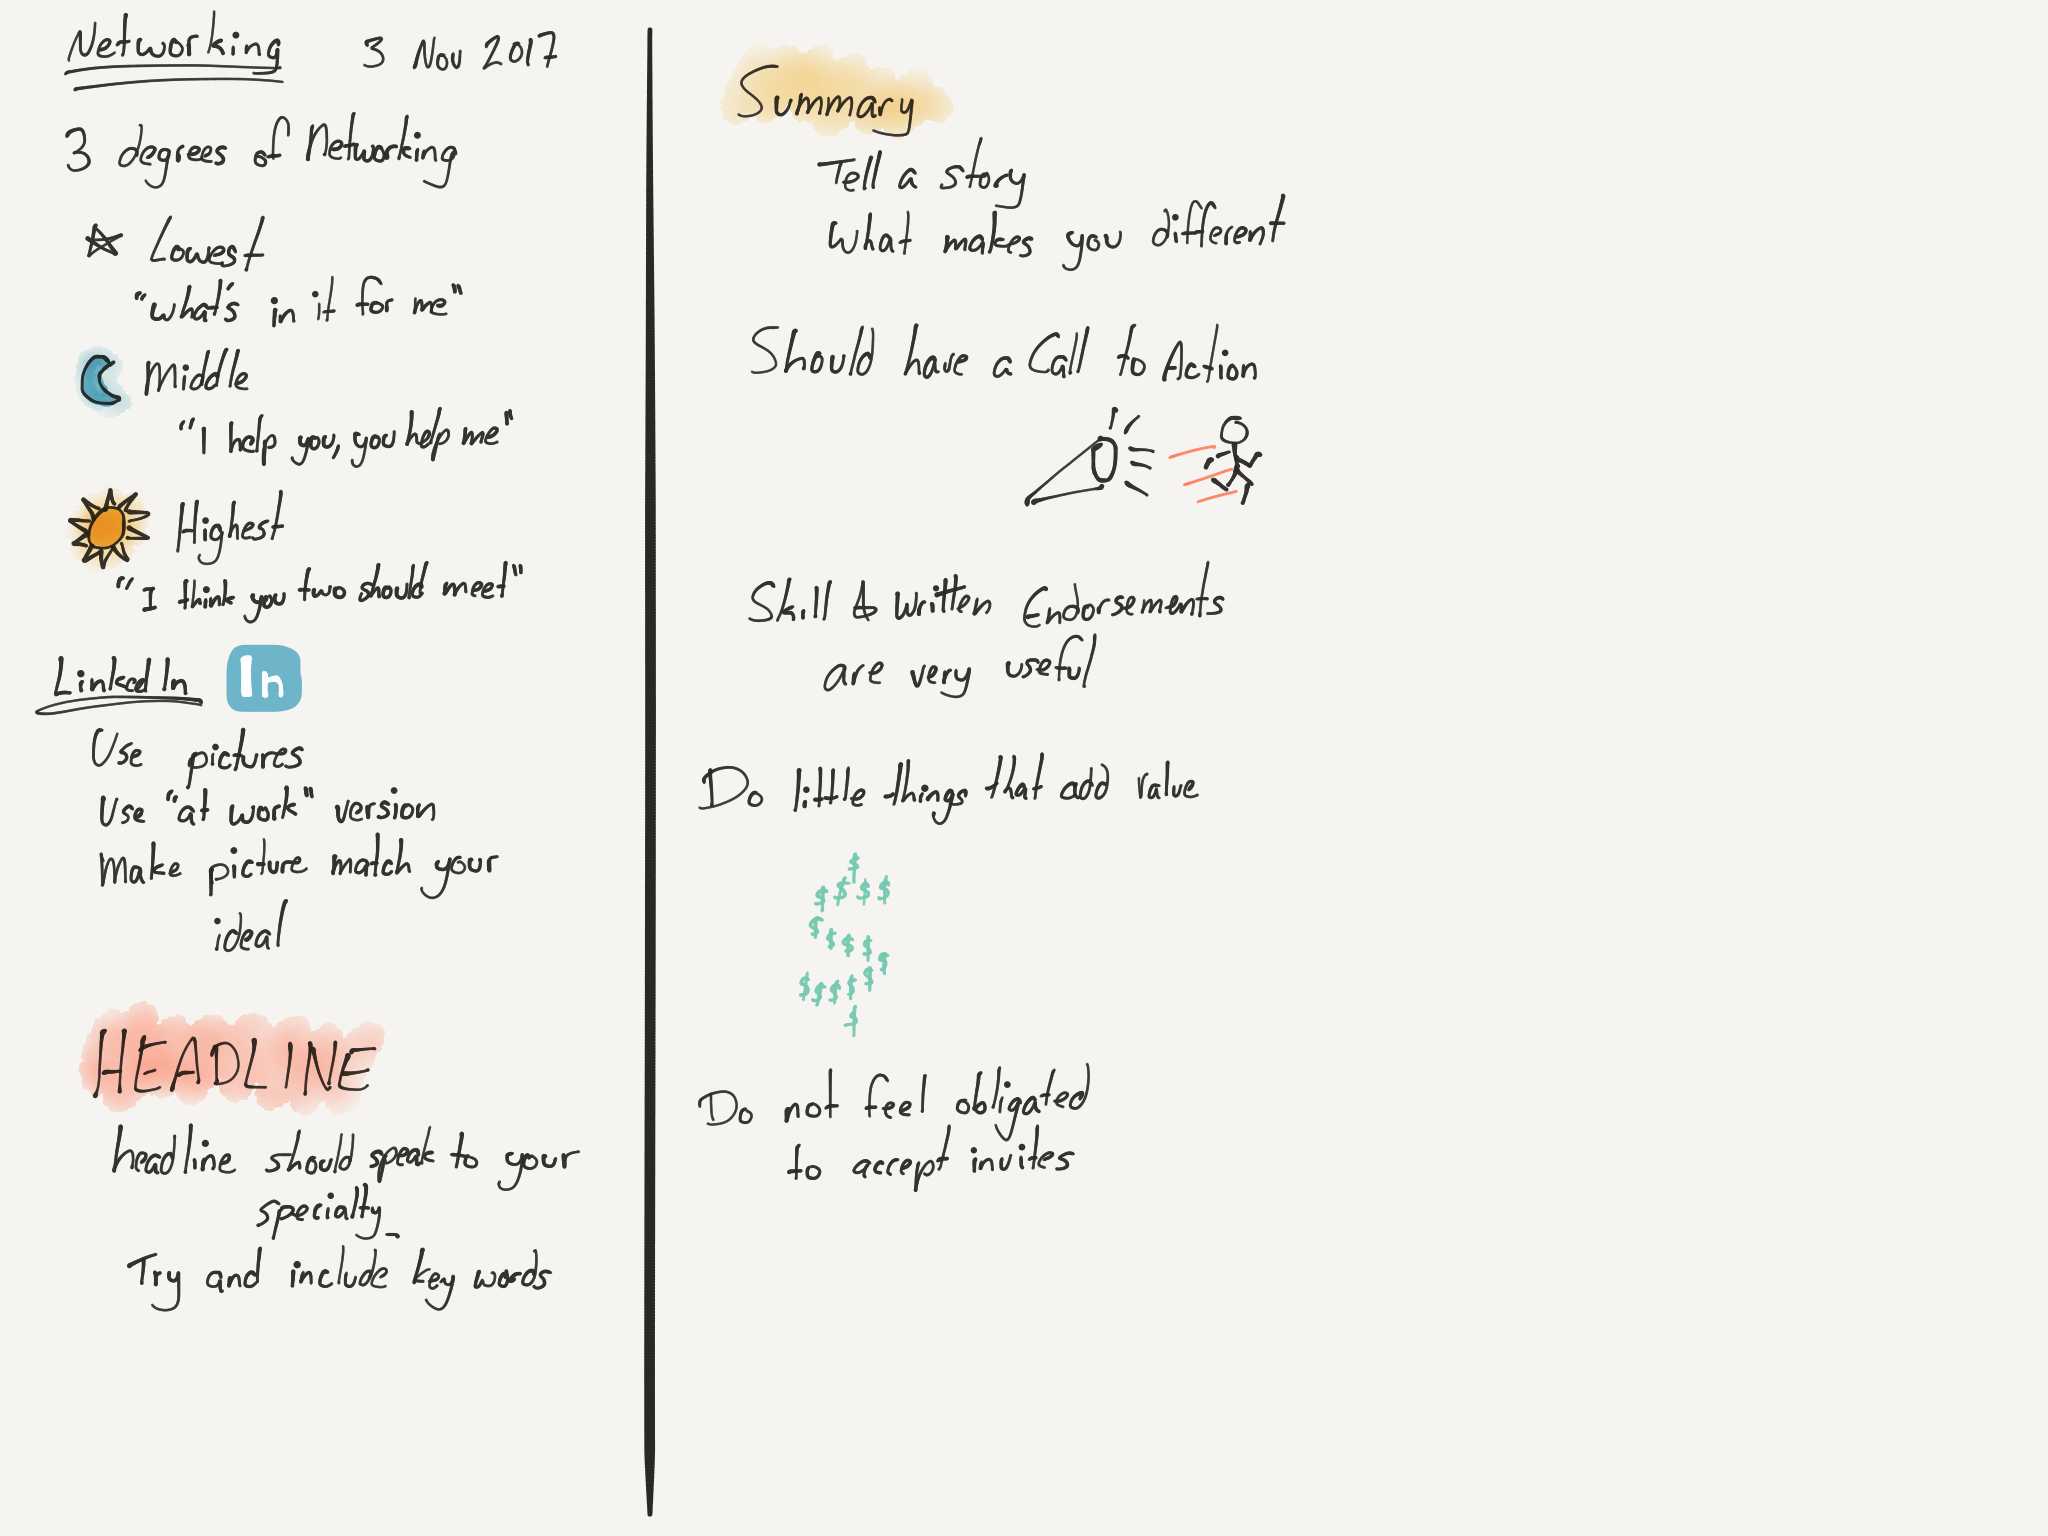 Networking 3 Nov 2017
3 degrees of Networking
Lowest
"what's in it for me"
Middle
"I help you, you help me"
Highest
"I think you two should meet"
LinkedIn In
Use pictures
Use "at work" version
Make picture match your
ideal
HEADLINE
headline should speak to your
specialty
Try and include key words
Summary
Tell a story
What makes you different
Should have a Call to Action
Skill & Written Endorsements
are very useful
Do little things that add value
$
$ $ $ $
$ $ $ $ $
$ $ $ $ $
$
Do not feel obligated
to accept invites